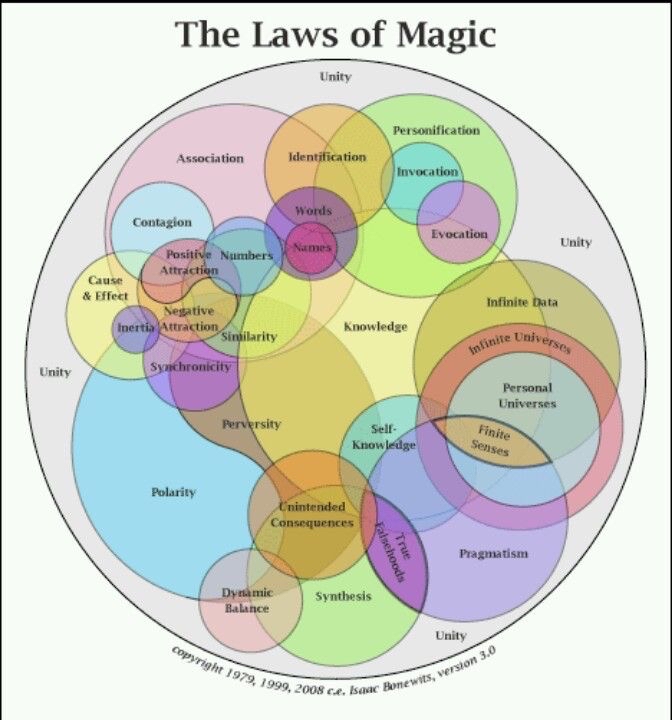 The Laws of Magic
Unity
Personification
Association
Identification
Invocation
Words
Contagion
Evocation
Names
Unity
Positive
Attraction
Numbers
Cause
& Effect
Infinite Data
Negative
Attraction
Inertia
Knowledge
Similarity
Infinite Universes
Unity
Synchronicity
Personal
Universes
Perversity
Self-
Knowledge
Finite
Senses
Polarity
Unintended
Consequences
True
Falsehoods
Pragmatism
Dynamic
Balance
Synthesis
Unity
copyright 1979, 1999, 2008 c.e. Isaac Bonewits, version 3.0